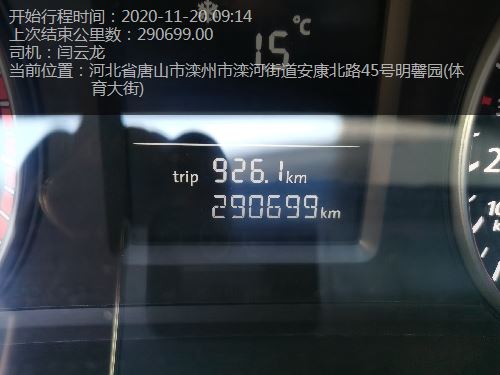 开始行程时间：2020-11-20 09:14
上次结束公里数：290699.00
司机：闫云龙
当前位置：河北省唐山市滦州市滦河街道安康北路45号明馨园(体
育大街)
15°C
trip 926.1 km
290699 km
2
10
k